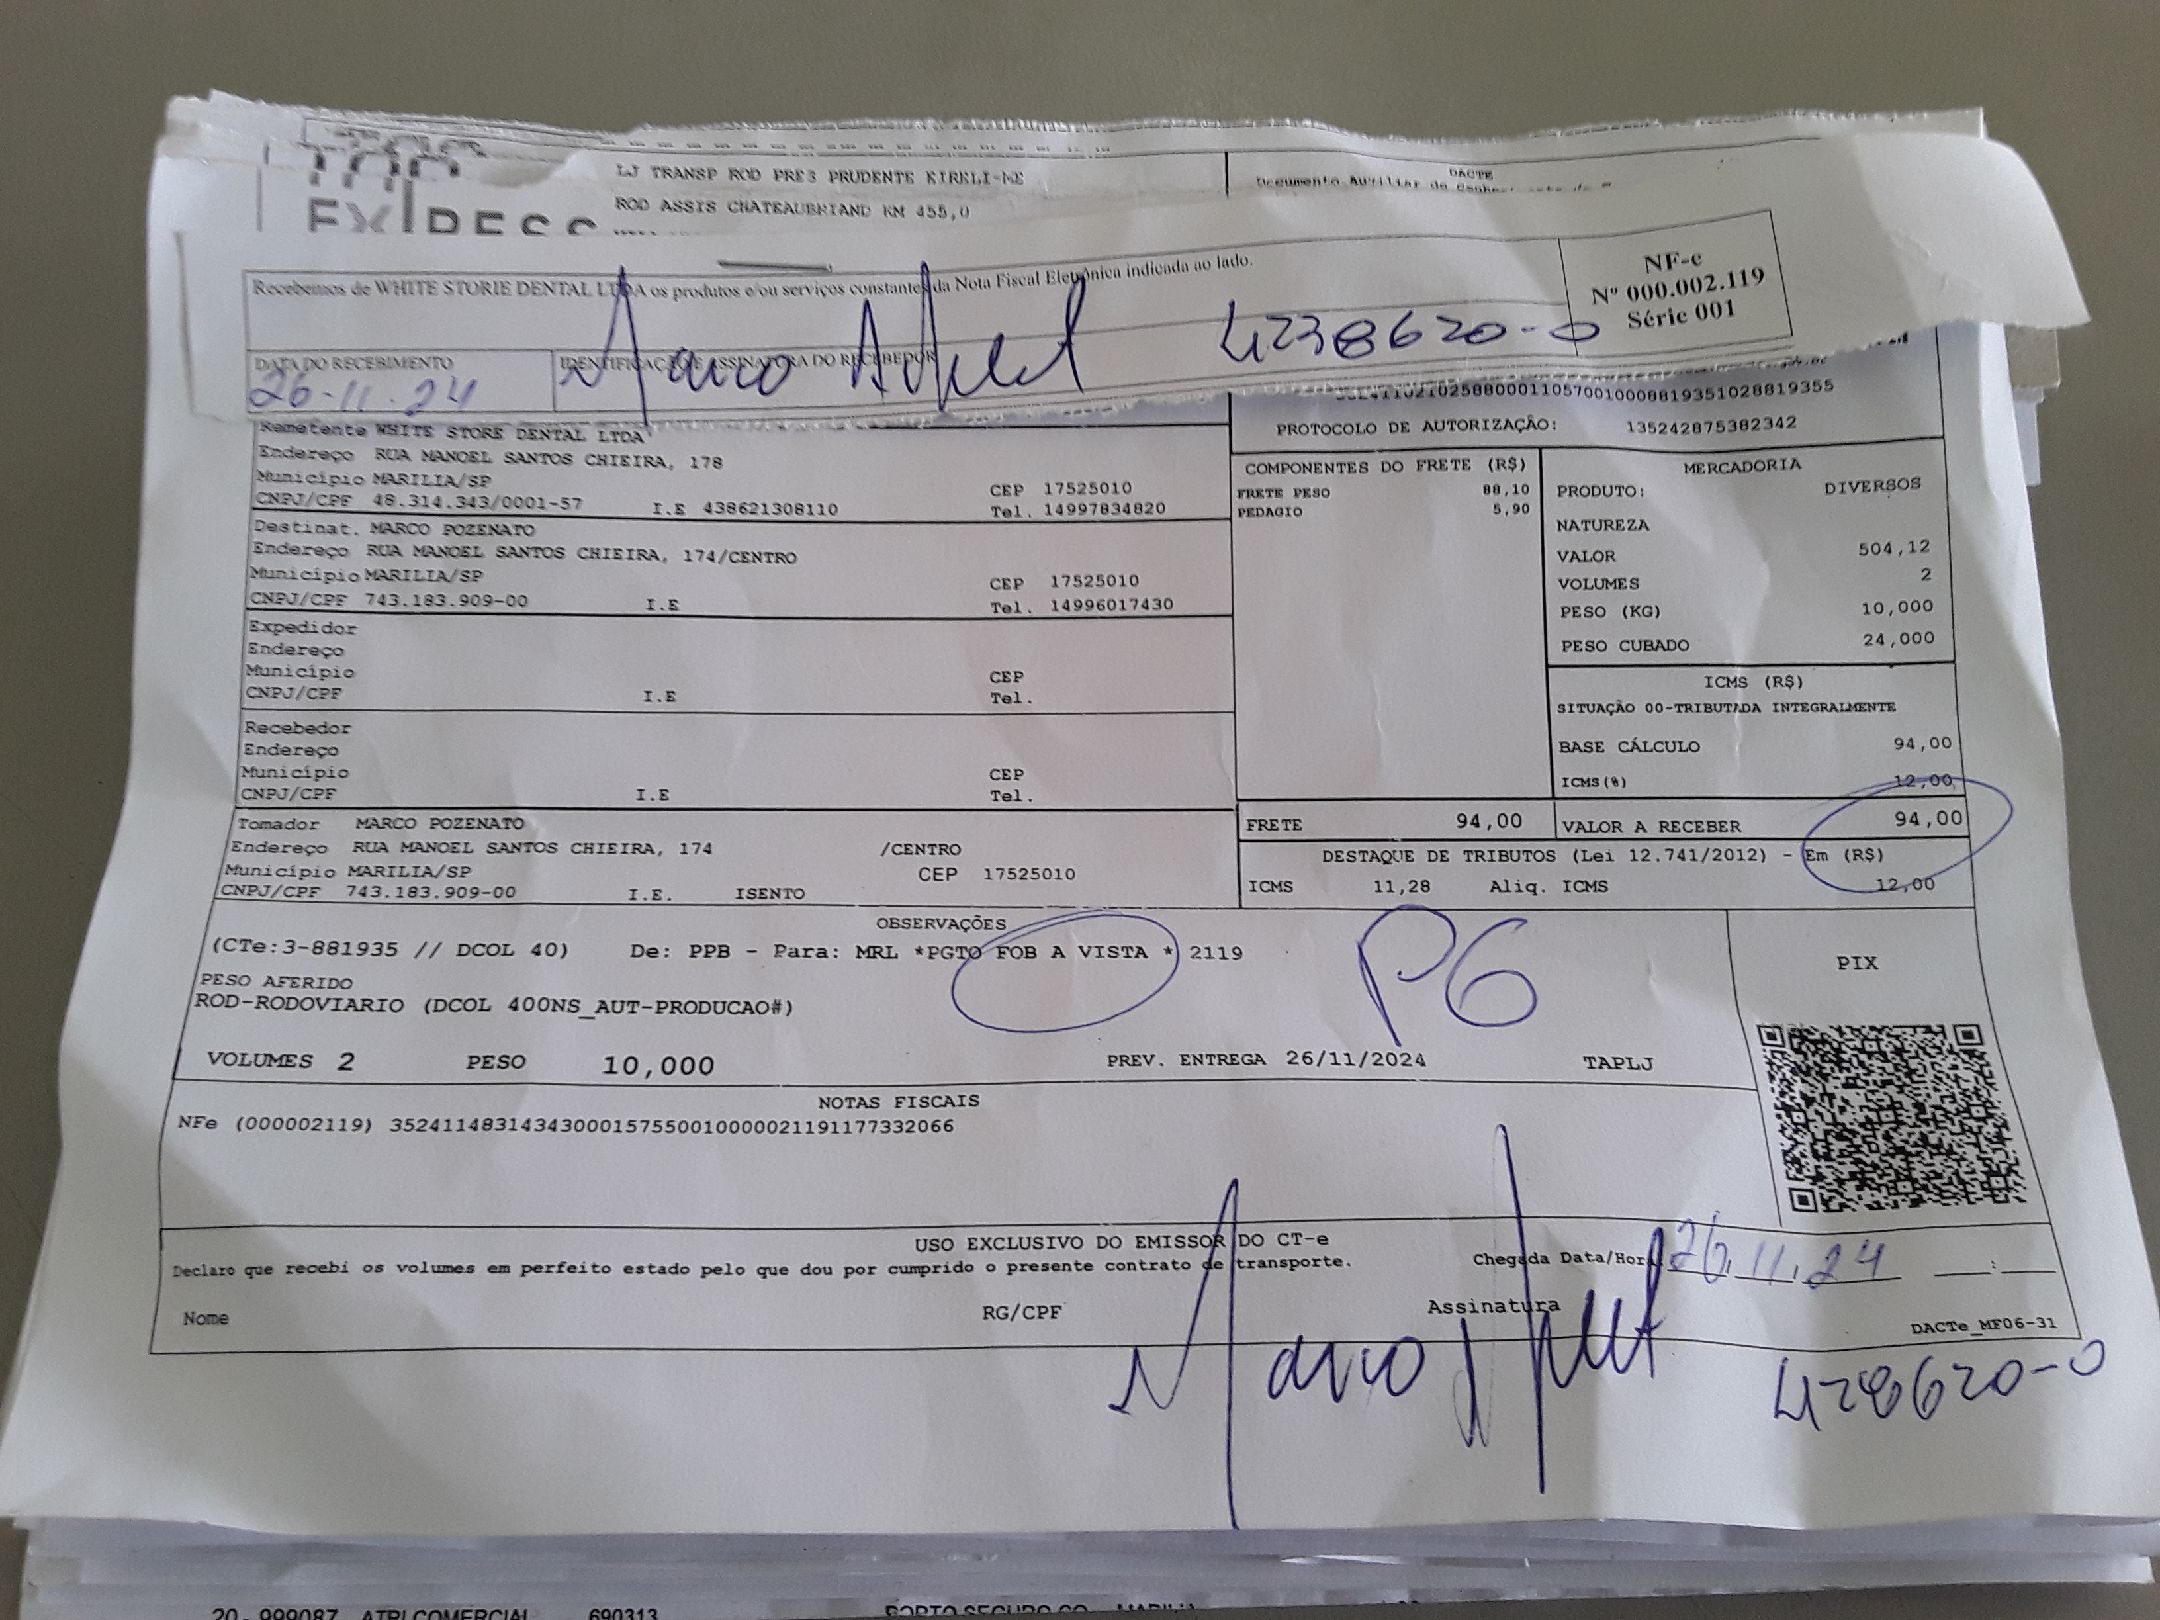 LJ TRANSP ROD PRES PRUDENTE EIRELI-ME
DACTE
ROD ASSIS CHATEAUBRIAND KM 455,0
Recebemos de WHITE STORIE DENTAL LTDA os produtos e/ou serviços constantes da Nota Fiscal Eletrônica indicada ao lado.
NF-e
Nº 000.002.119
Série 001
DATA DO RECEBIMENTO
IDENTIFICAÇÃO E ASSINATURA DO RECEBEDOR
26-11-24
Marco
4238620-0
PROTOCOLO DE AUTORIZAÇÃO: 135242875382342
Remetente WHITE STORE DENTAL LTDA
Endereço RUA MANOEL SANTOS CHIEIRA, 178
Município MARILIA/SP CEP 17525010
CNPJ/CPF 48.314.343/0001-57 I.E 438621308110 Tel. 14997834820
Destinat. MARCO POZENATO
Endereço RUA MANOEL SANTOS CHIEIRA, 174/CENTRO
Município MARILIA/SP CEP 17525010
CNPJ/CPF 743.183.909-00 I.E Tel. 14996017430
Expedidor
Endereço
Município CEP
CNPJ/CPF I.E Tel.
Recebedor
Endereço
Município CEP
CNPJ/CPF I.E Tel.
Tomador MARCO POZENATO
Endereço RUA MANOEL SANTOS CHIEIRA, 174 /CENTRO
Município MARILIA/SP CEP 17525010
CNPJ/CPF 743.183.909-00 I.E. ISENTO
COMPONENTES DO FRETE (R$)
FRETE PESO 88,10
PEDAGIO 5,90
MERCADORIA
PRODUTO: DIVERSOS
NATUREZA
VALOR 504,12
VOLUMES 2
PESO (KG) 10,000
PESO CUBADO 24,000
ICMS (R$)
SITUAÇÃO 00-TRIBUTADA INTEGRALMENTE
BASE CÁLCULO 94,00
ICMS(%) 12,00
FRETE 94,00 VALOR A RECEBER 94,00
DESTAQUE DE TRIBUTOS (Lei 12.741/2012) - Em (R$)
ICMS 11,28 Aliq. ICMS 12,00
OBSERVAÇÕES
(CTe:3-881935 // DCOL 40) De: PPB - Para: MRL *PGTO FOB A VISTA * 2119
PG
PIX
PESO AFERIDO
ROD-RODOVIARIO (DCOL 400NS_AUT-PRODUCAO#)
VOLUMES 2 PESO 10,000 PREV. ENTREGA 26/11/2024 TAPLJ
NOTAS FISCAIS
NFe (000002119) 35241148314343000157550010000021191177332066
USO EXCLUSIVO DO EMISSOR DO CT-e
Declaro que recebi os volumes em perfeito estado pelo que dou por cumprido o presente contrato de transporte.
Chegada Data/Hora 26.11.24 :
Nome RG/CPF Assinatura
DACTe_MF06-31
Marco
428620-0